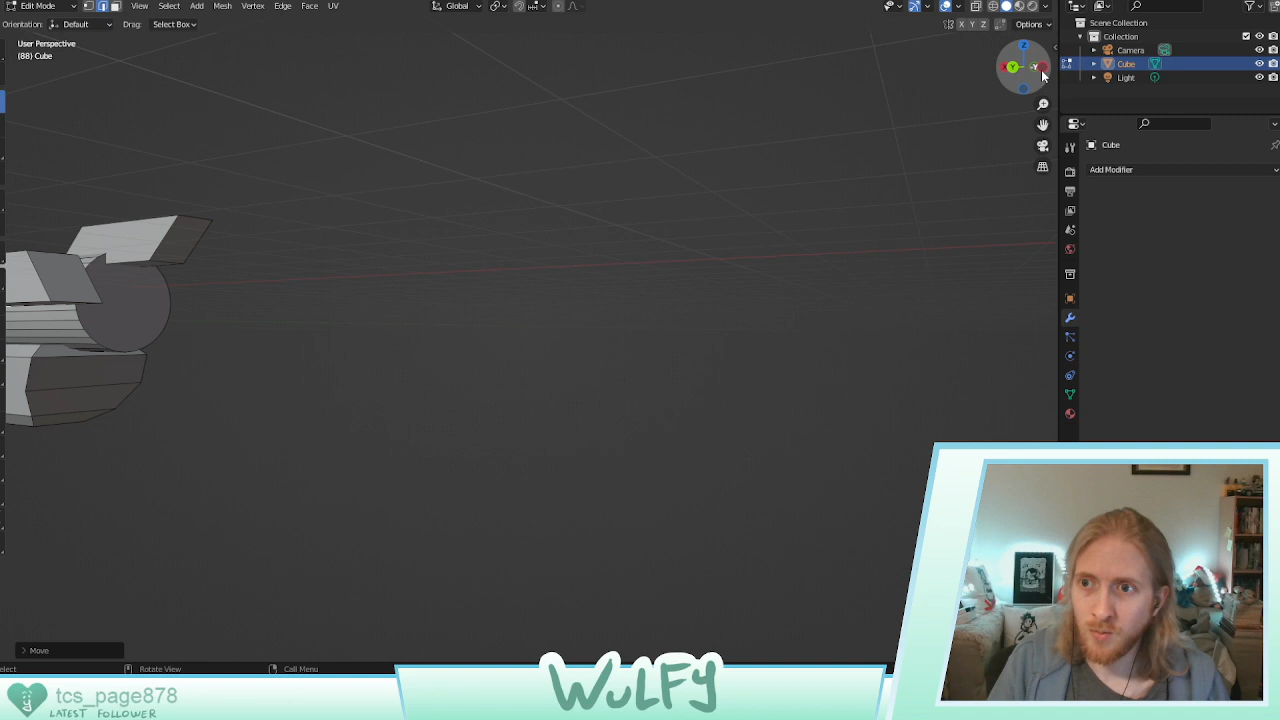 Edit Mode View Select Add Mesh Vertex Edge Face UV Global
Orientation: Default Drag: Select Box X Y Z Options
User Perspective
(88) Cube
Z
X Y -Y
Scene Collection
Collection
Camera
Cube
Light
Cube
Add Modifier
Move
elect Rotate View Call Menu
tcs_page878
LATEST FOLLOWER
WULFY